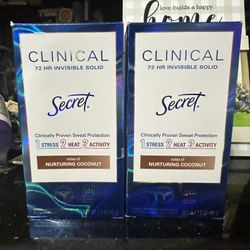 love builds a happy
home
CLINICAL
72 HR INVISIBLE SOLID
Secret®
Clinically Proven Sweat Protection
1 STRESS 2 HEAT 3 ACTIVITY
notes of
NURTURING COCONUT
CLINICAL
72 HR INVISIBLE SOLID
Secret®
Clinically Proven Sweat Protection
1 STRESS 2 HEAT 3 ACTIVITY
notes of
NURTURING COCONUT